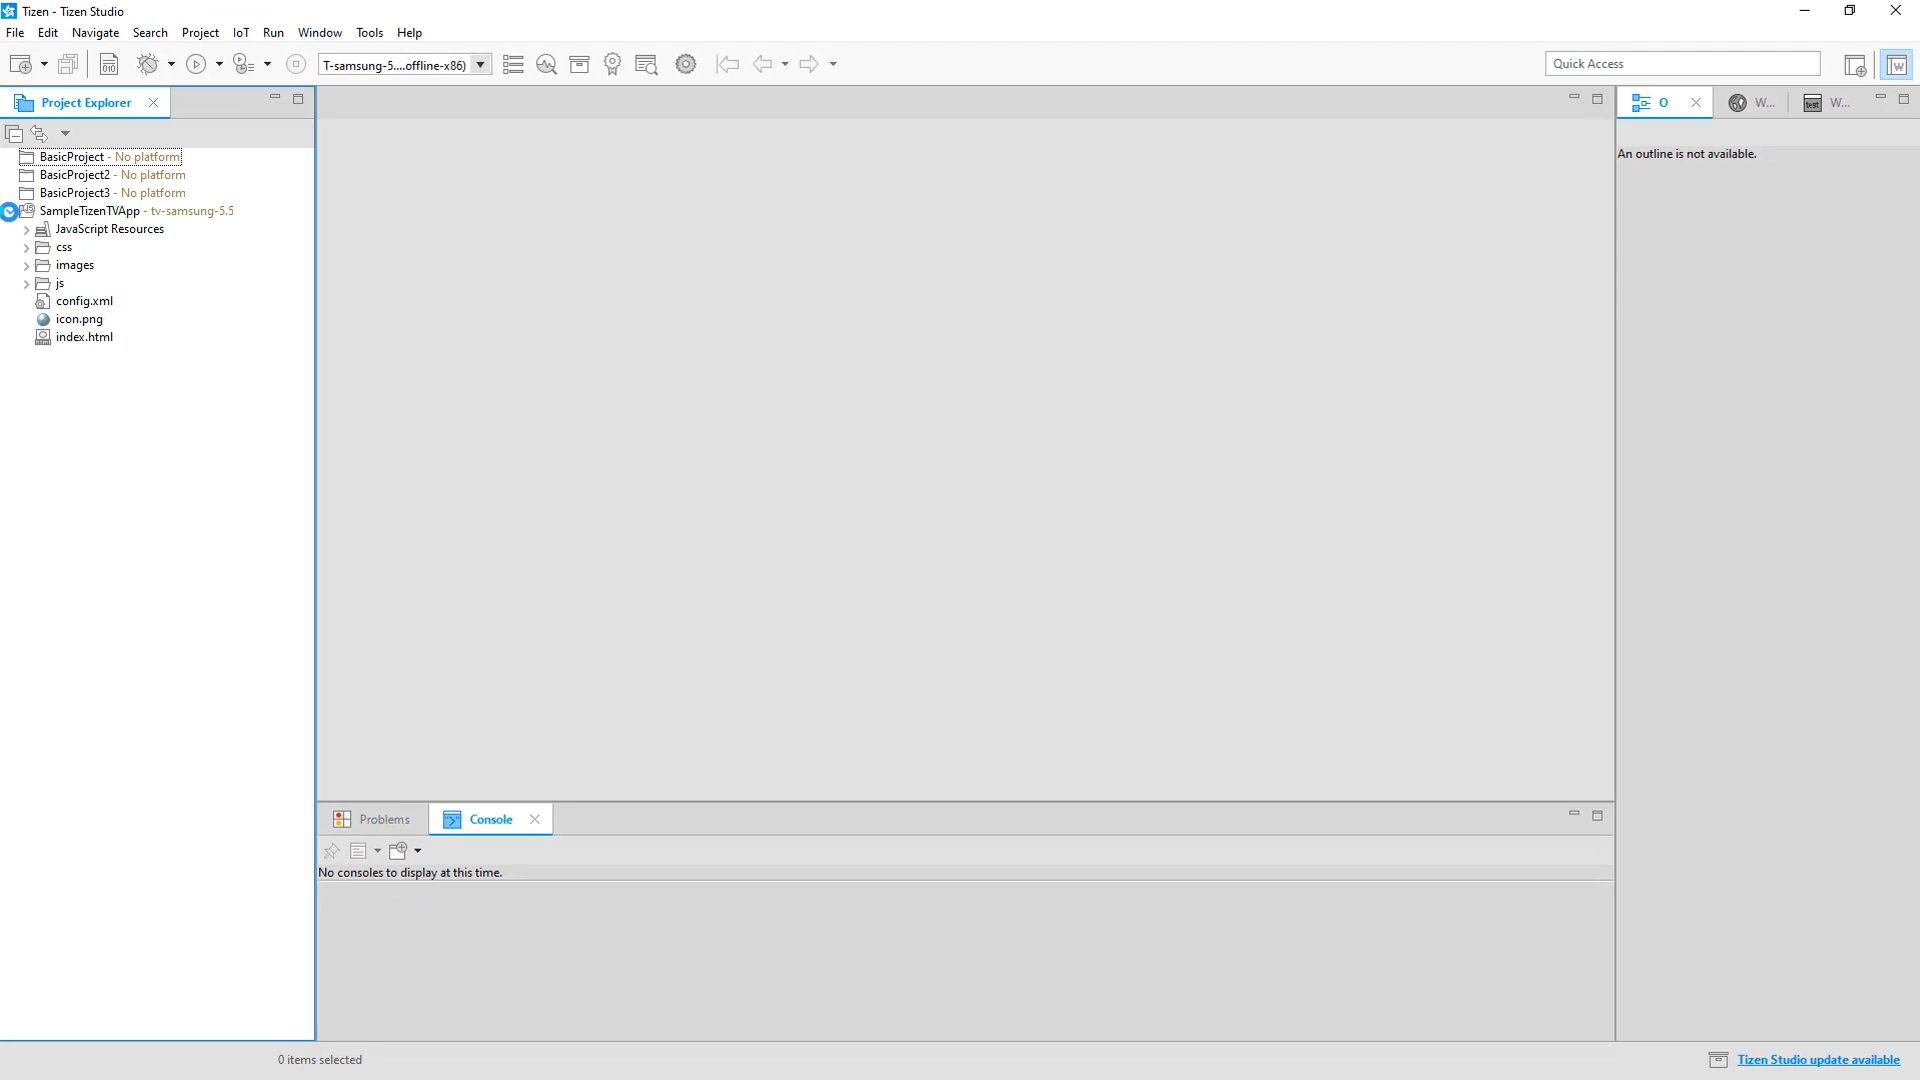 Tizen - Tizen Studio
File Edit Navigate Search Project IoT Run Window Tools Help
010
T-samsung-5....offline-x86)
Quick Access
W
Project Explorer
O
W...
test
W...
BasicProject - No platform
An outline is not available.
BasicProject2 - No platform
BasicProject3 - No platform
JS
SampleTizenTVApp - tv-samsung-5.5
JavaScript Resources
css
images
js
config.xml
icon.png
index.html
Problems
Console
No consoles to display at this time.
0 items selected
Tizen Studio update available